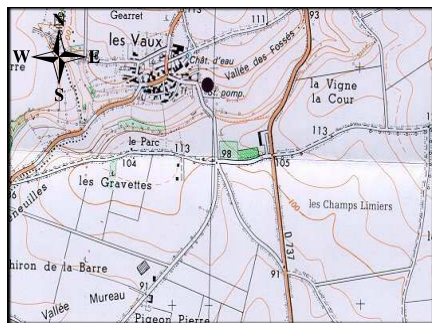 N
W E
S
Gearret
113
111
93
les Vaux
Chât. d'eau
St. pomp.
Vallée des Fossés
la Vigne
la Cour
113
le Parc
113
98
104
105
les Gravettes
100
les Champs Limiers
D 737
hiron de la Barre
91
91
Vallée Mureau
Pigeon Pierre